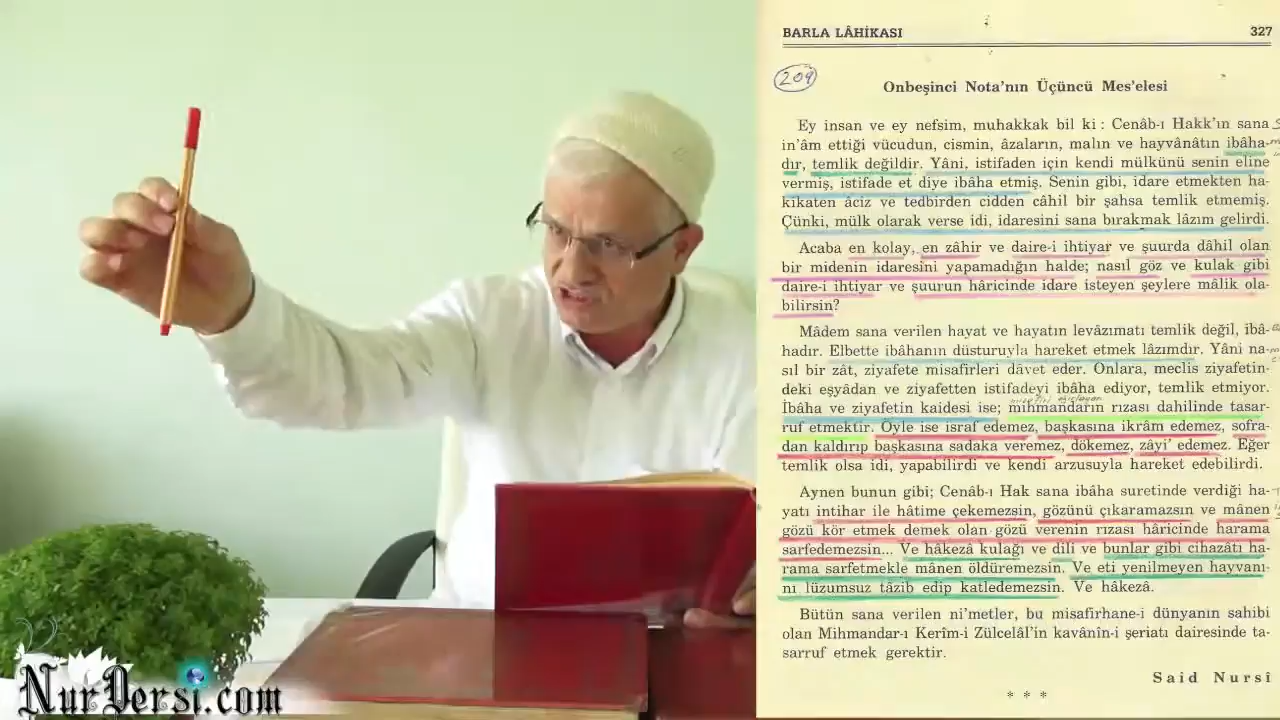 BARLA LÂHİKASI 327
209
Onbeşinci Nota'nın Üçüncü Mes'elesi
Ey insan ve ey nefsim, muhakkak bil ki : Cenâb-ı Hakk'ın sana
in'âm ettiği vücudun, cismin, âzaların, malın ve hayvânâtın ibâha-
dır, temlik değildir. Yâni, istifaden için kendi mülkünü senin eline
vermiş, istifade et diye ibâha etmiş. Senin gibi, idare etmekten ha-
kikaten âciz ve tedbirden cidden câhil bir şahsa temlik etmemiş.
Çünki, mülk olarak verse idi, idaresini sana bırakmak lâzım gelirdi.
Acaba en kolay, en zâhir ve daire-i ihtiyar ve şuurda dâhil olan
bir midenin idaresini yapamadığın halde; nasıl göz ve kulak gibi
daire-i ihtiyar ve şuurun hâricinde idare isteyen şeylere mâlik ola-
bilirsin?
Mâdem sana verilen hayat ve hayatın levâzımatı temlik değil, ibâ-
hadır. Elbette ibâhanın düsturuyla hareket etmek lâzımdır. Yâni na-
sıl bir zât, ziyafete misafirleri dâvet eder. Onlara, meclis ziyafetin-
deki eşyâdan ve ziyafetten istifadeyi ibâha ediyor, temlik etmiyor.
İbâha ve ziyafetin kaidesi ise; mihmandarın rızası dahilinde tasar-
ruf etmektir. Öyle ise israf edemez, başkasına ikrâm edemez, sofra-
dan kaldırıp başkasına sadaka veremez, dökemez, zâyi' edemez. Eğer
temlik olsa idi, yapabilirdi ve kendi arzusuyla hareket edebilirdi.
Aynen bunun gibi; Cenâb-ı Hak sana ibâha suretinde verdiği ha-
yatı intihar ile hâtime çekemezsin, gözünü çıkaramazsın ve mânen
gözü kör etmek demek olan gözü verenin rızası hâricinde harama
sarfedemezsin... Ve hâkezâ kulağı ve dili ve bunlar gibi cihazâtı ha-
rama sarfetmekle mânen öldüremezsin. Ve eti yenilmeyen hayvanı-
nı lüzumsuz tâzib edip katledemezsin. Ve hâkezâ.
Bütün sana verilen ni'metler, bu misafirhane-i dünyanın sahibi
olan Mihmandar-ı Kerîm-i Zülcelâl'in kavânîn-i şeriatı dairesinde ta-
sarruf etmek gerektir.
Said Nursî
* * *
NurDersi.com